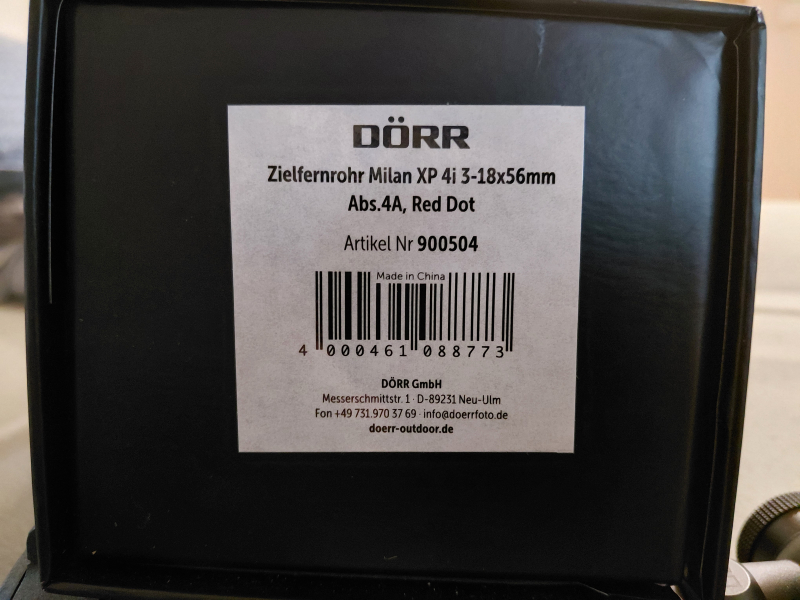 DÖRR
Zielfernrohr Milan XP 4i 3-18x56mm
Abs.4A, Red Dot
Artikel Nr 900504
Made in China
4 000461 088773
DÖRR GmbH
Messerschmittstr. 1 · D-89231 Neu-Ulm
Fon +49 731.970 37 69 · info@doerrfoto.de
doerr-outdoor.de